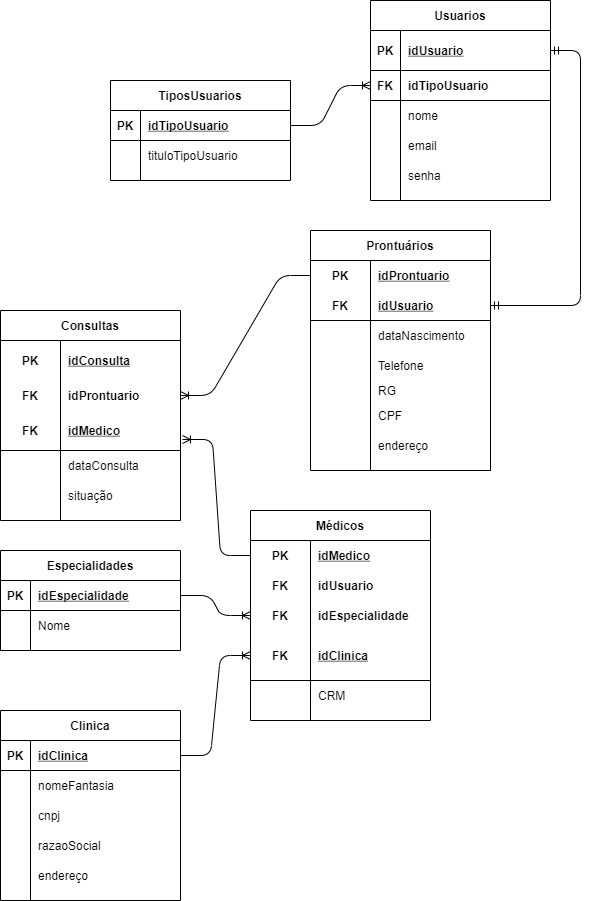 Usuarios
PK idUsuario
FK idTipoUsuario
nome
email
senha
TiposUsuarios
PK idTipoUsuario
tituloTipoUsuario
Prontuários
PK idProntuario
FK idUsuario
dataNascimento
Telefone
RG
CPF
endereço
Consultas
PK idConsulta
FK idProntuario
FK idMedico
dataConsulta
situação
Médicos
PK idMedico
FK idUsuario
FK idEspecialidade
FK idClinica
CRM
Especialidades
PK idEspecialidade
Nome
Clinica
PK idClinica
nomeFantasia
cnpj
razaoSocial
endereço